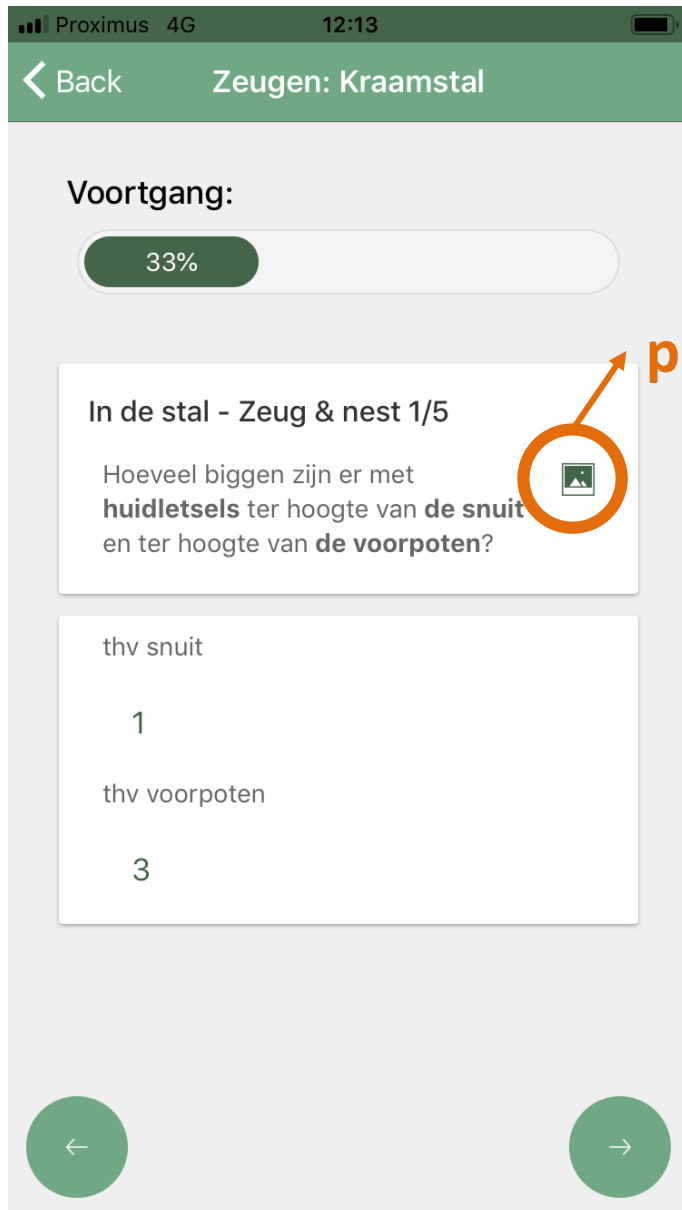 Proximus 4G 12:13
Back Zeugen: Kraamstal
Voortgang:
33%
p
In de stal - Zeug & nest 1/5
Hoeveel biggen zijn er met
huidletsels ter hoogte van de snuit
en ter hoogte van de voorpoten?
thv snuit
1
thv voorpoten
3